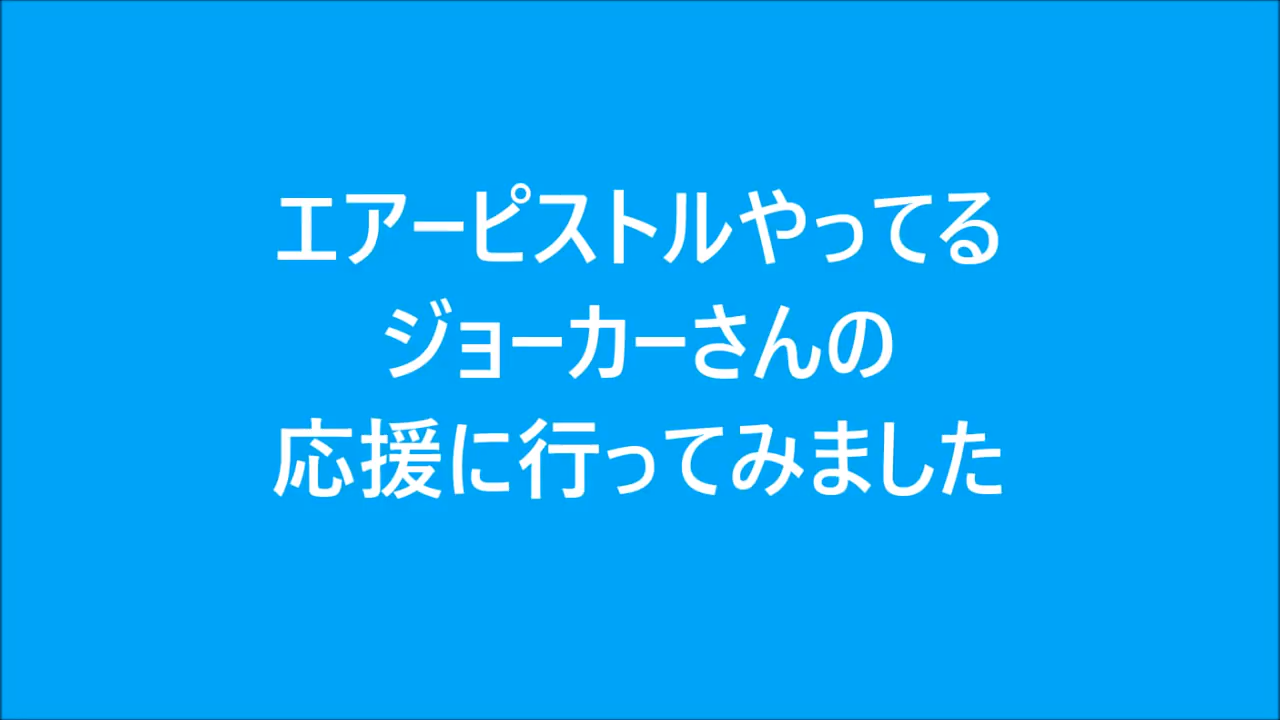 エアーピストルやってる
ジョーカーさんの
応援に行ってみました